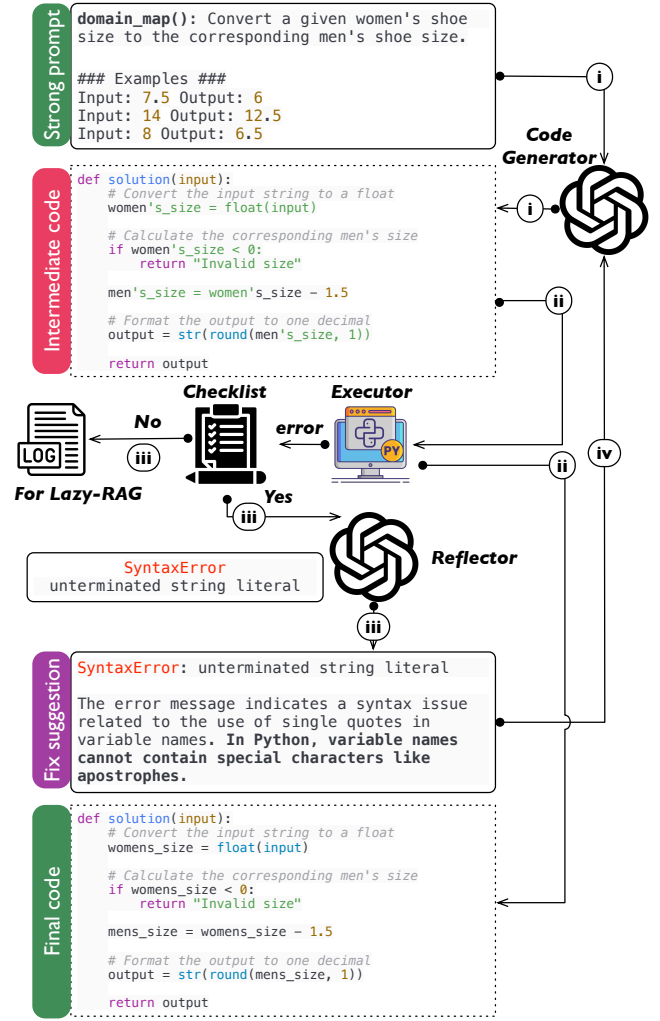 Strong prompt
domain_map(): Convert a given women's shoe
size to the corresponding men's shoe size.
### Examples ###
Input: 7.5 Output: 6
Input: 14 Output: 12.5
Input: 8 Output: 6.5
i
Code
Generator
Intermediate code
def solution(input):
    # Convert the input string to a float
    women's_size = float(input)
    # Calculate the corresponding men's size
    if women's_size < 0:
        return "Invalid size"
    men's_size = women's_size - 1.5
    # Format the output to one decimal
    output = str(round(men's_size, 1))
    return output
i
ii
Checklist
Executor
No
error
LOG
iii
PY
ii
iv
For Lazy-RAG
Yes
iii
Reflector
SyntaxError
unterminated string literal
iii
Fix suggestion
SyntaxError: unterminated string literal
The error message indicates a syntax issue
related to the use of single quotes in
variable names. In Python, variable names
cannot contain special characters like
apostrophes.
Final code
def solution(input):
    # Convert the input string to a float
    womens_size = float(input)
    # Calculate the corresponding men's size
    if womens_size < 0:
        return "Invalid size"
    mens_size = womens_size - 1.5
    # Format the output to one decimal
    output = str(round(mens_size, 1))
    return output